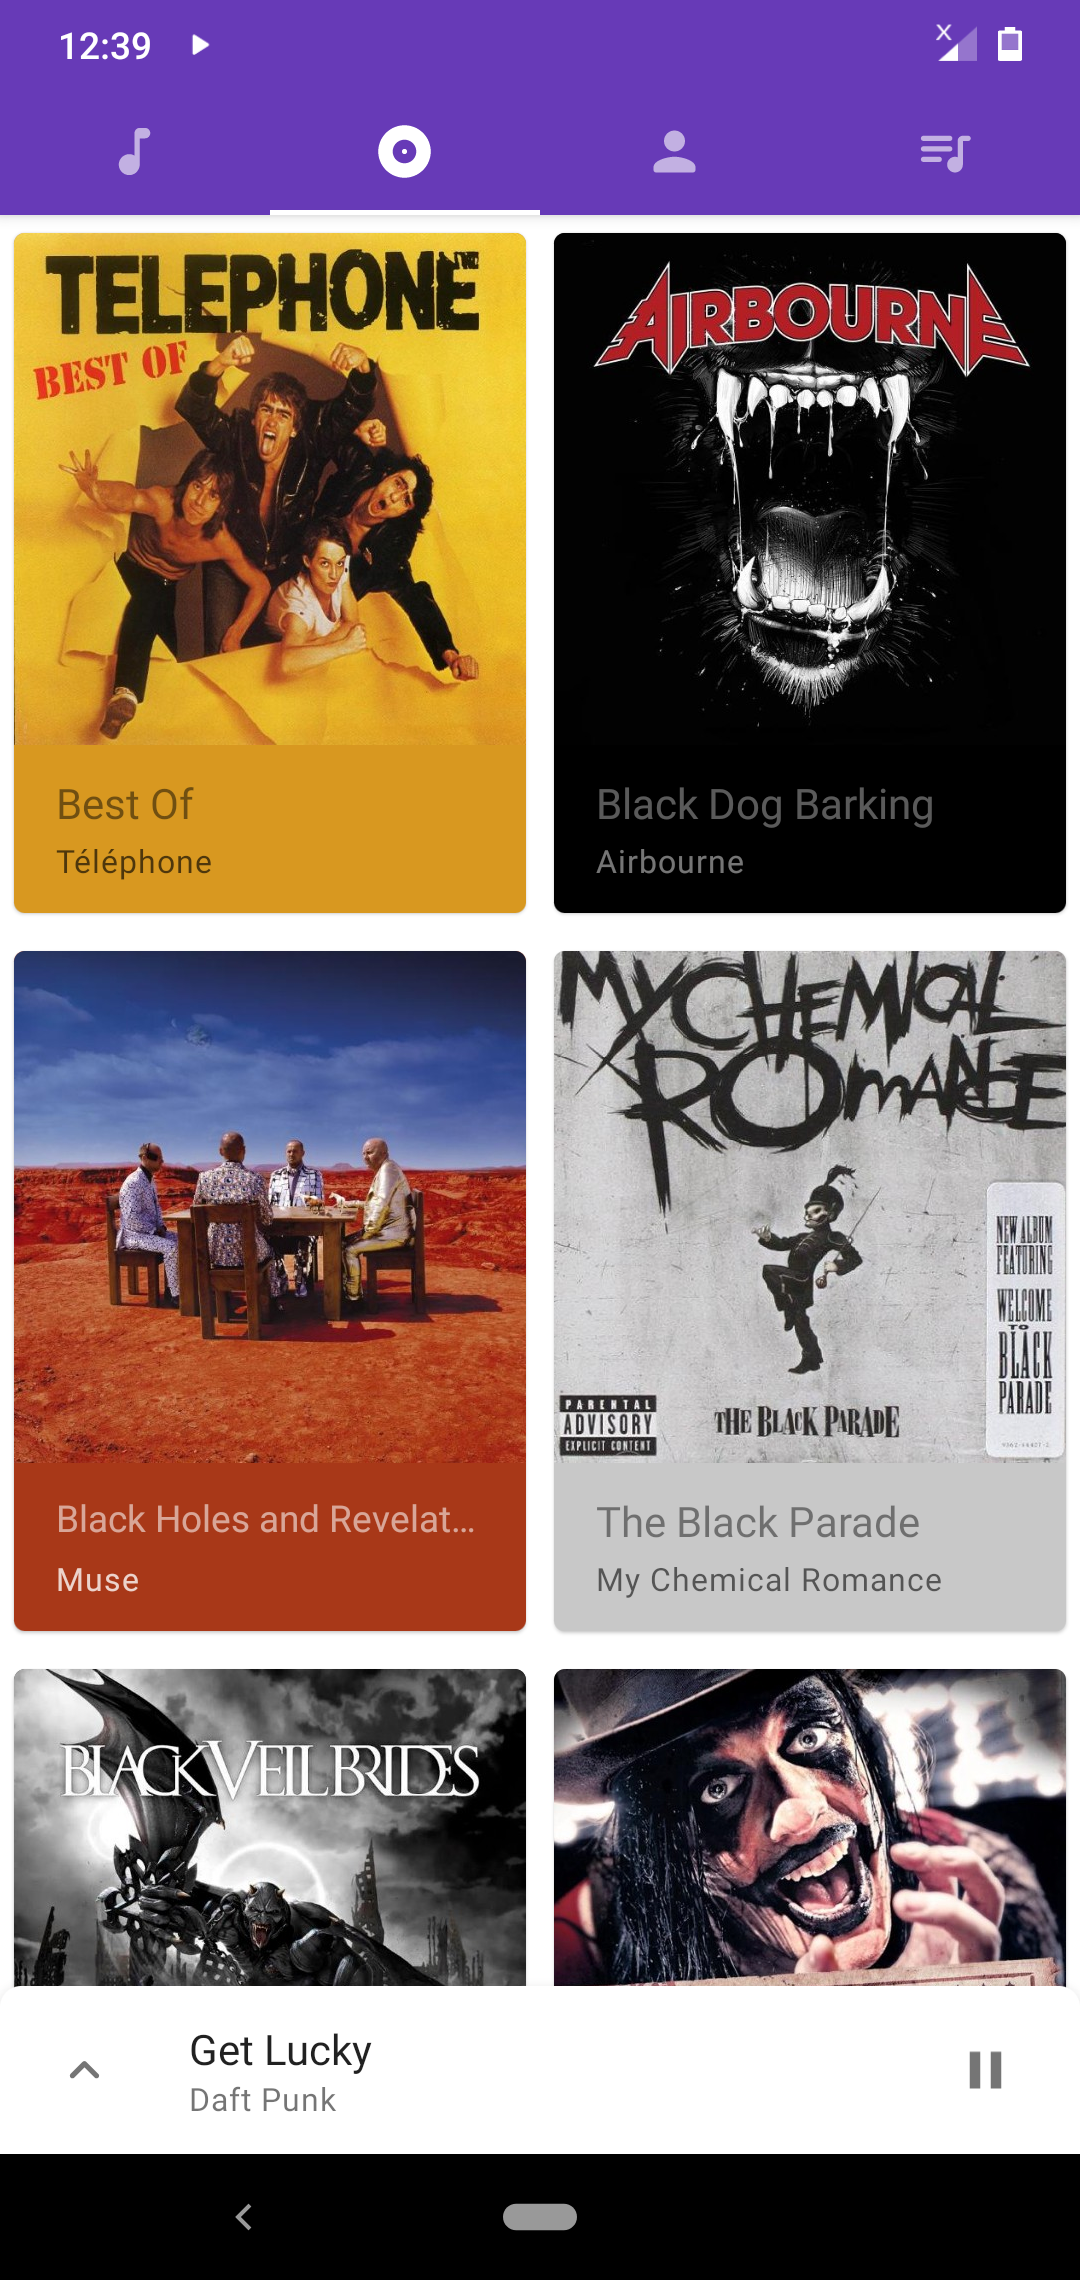 12:39
TELEPHONE
BEST OF
AIRBOURNE
Best Of
Téléphone
Black Dog Barking
Airbourne
MY CHEMICAL
ROMANCE
NEW ALBUM
FEATURING
WELCOME
TO
BLACK
PARADE
PARENTAL
ADVISORY
EXPLICIT CONTENT
THE BLACK PARADE
Black Holes and Revelat...
Muse
The Black Parade
My Chemical Romance
BLACK VEIL BRIDES
Get Lucky
Daft Punk